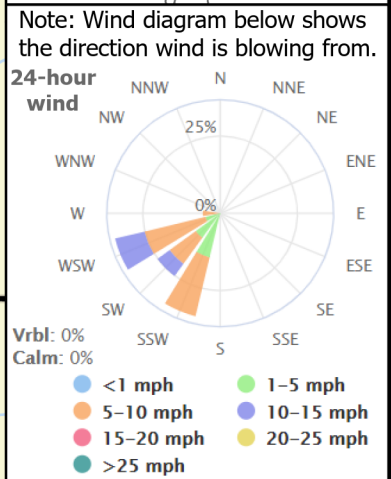 Note: Wind diagram below shows
the direction wind is blowing from.
24-hour
wind
N
NNW
NNE
NW
NE
25%
WNW
ENE
0%
W
E
WSW
ESE
SW
SE
SSW
SSE
S
Vrbl: 0%
Calm: 0%
<1 mph
1–5 mph
5–10 mph
10–15 mph
15–20 mph
20–25 mph
>25 mph